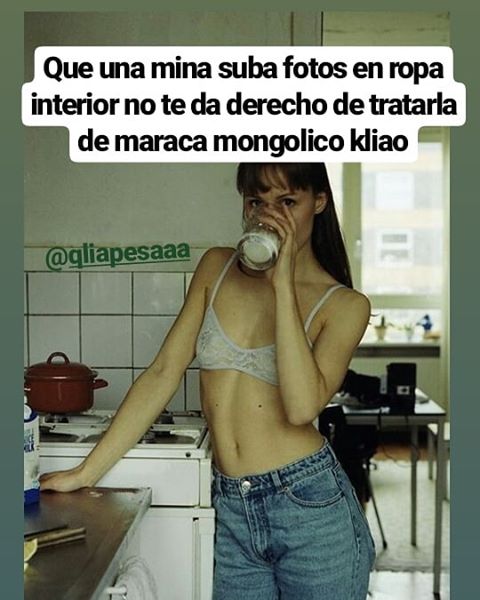 Que una mina suba fotos en ropa
interior no te da derecho de tratarla
de maraca mongolico kliao
@qliapesaaa